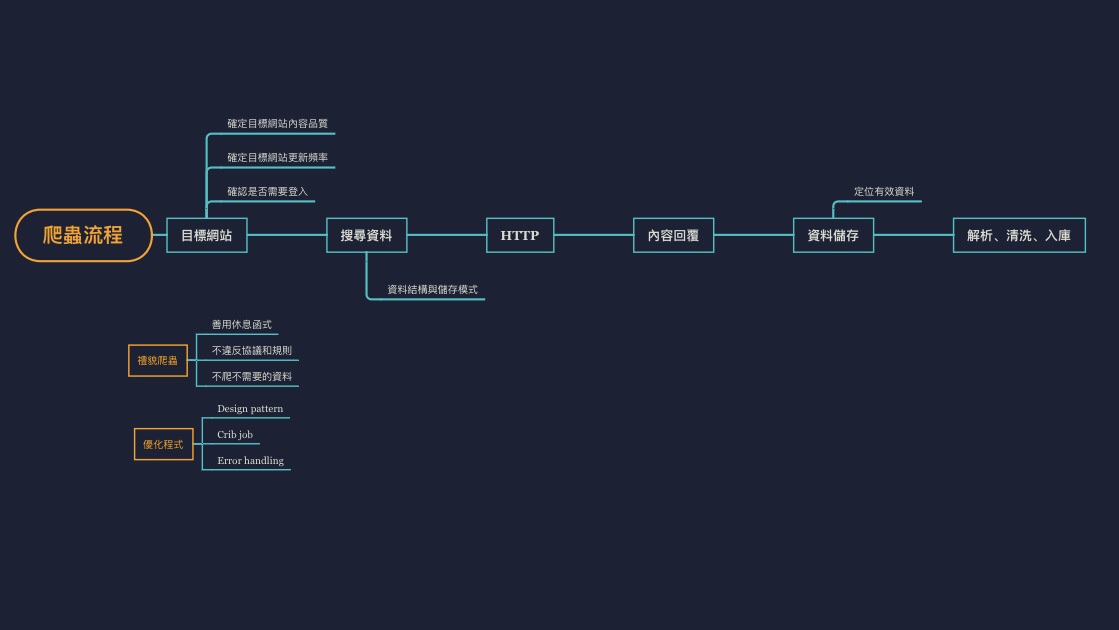 確定目標網站內容品質
確定目標網站更新頻率
確認是否需要登入
定位有效資料
爬蟲流程
目標網站
搜尋資料
HTTP
內容回覆
資料儲存
解析、清洗、入庫
資料結構與儲存模式
善用休息函式
禮貌爬蟲
不違反協議和規則
不爬不需要的資料
Design pattern
優化程式
Crib job
Error handling